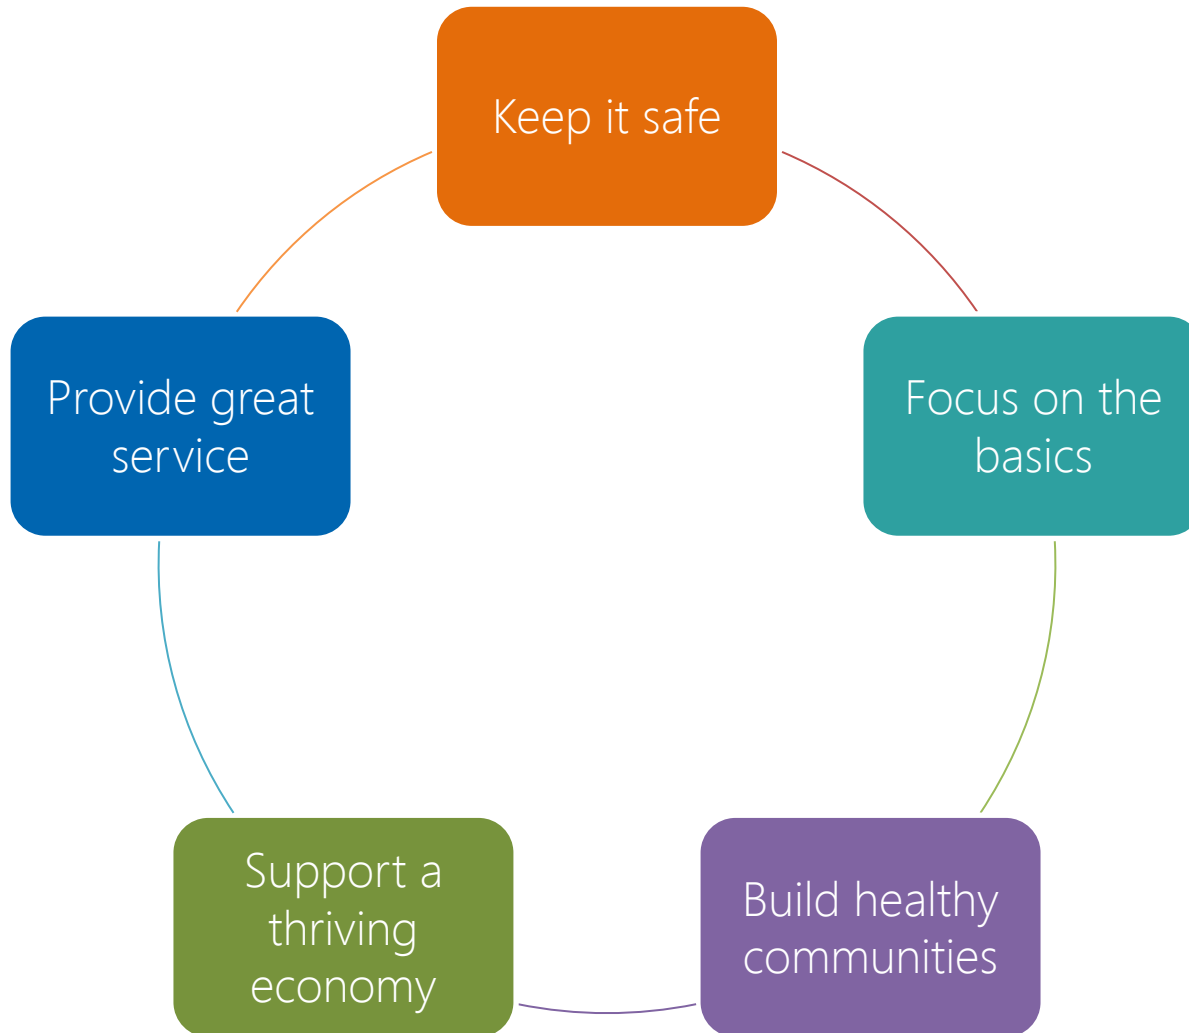 Keep it safe
Focus on the
basics
Build healthy
communities
Support a
thriving
economy
Provide great
service